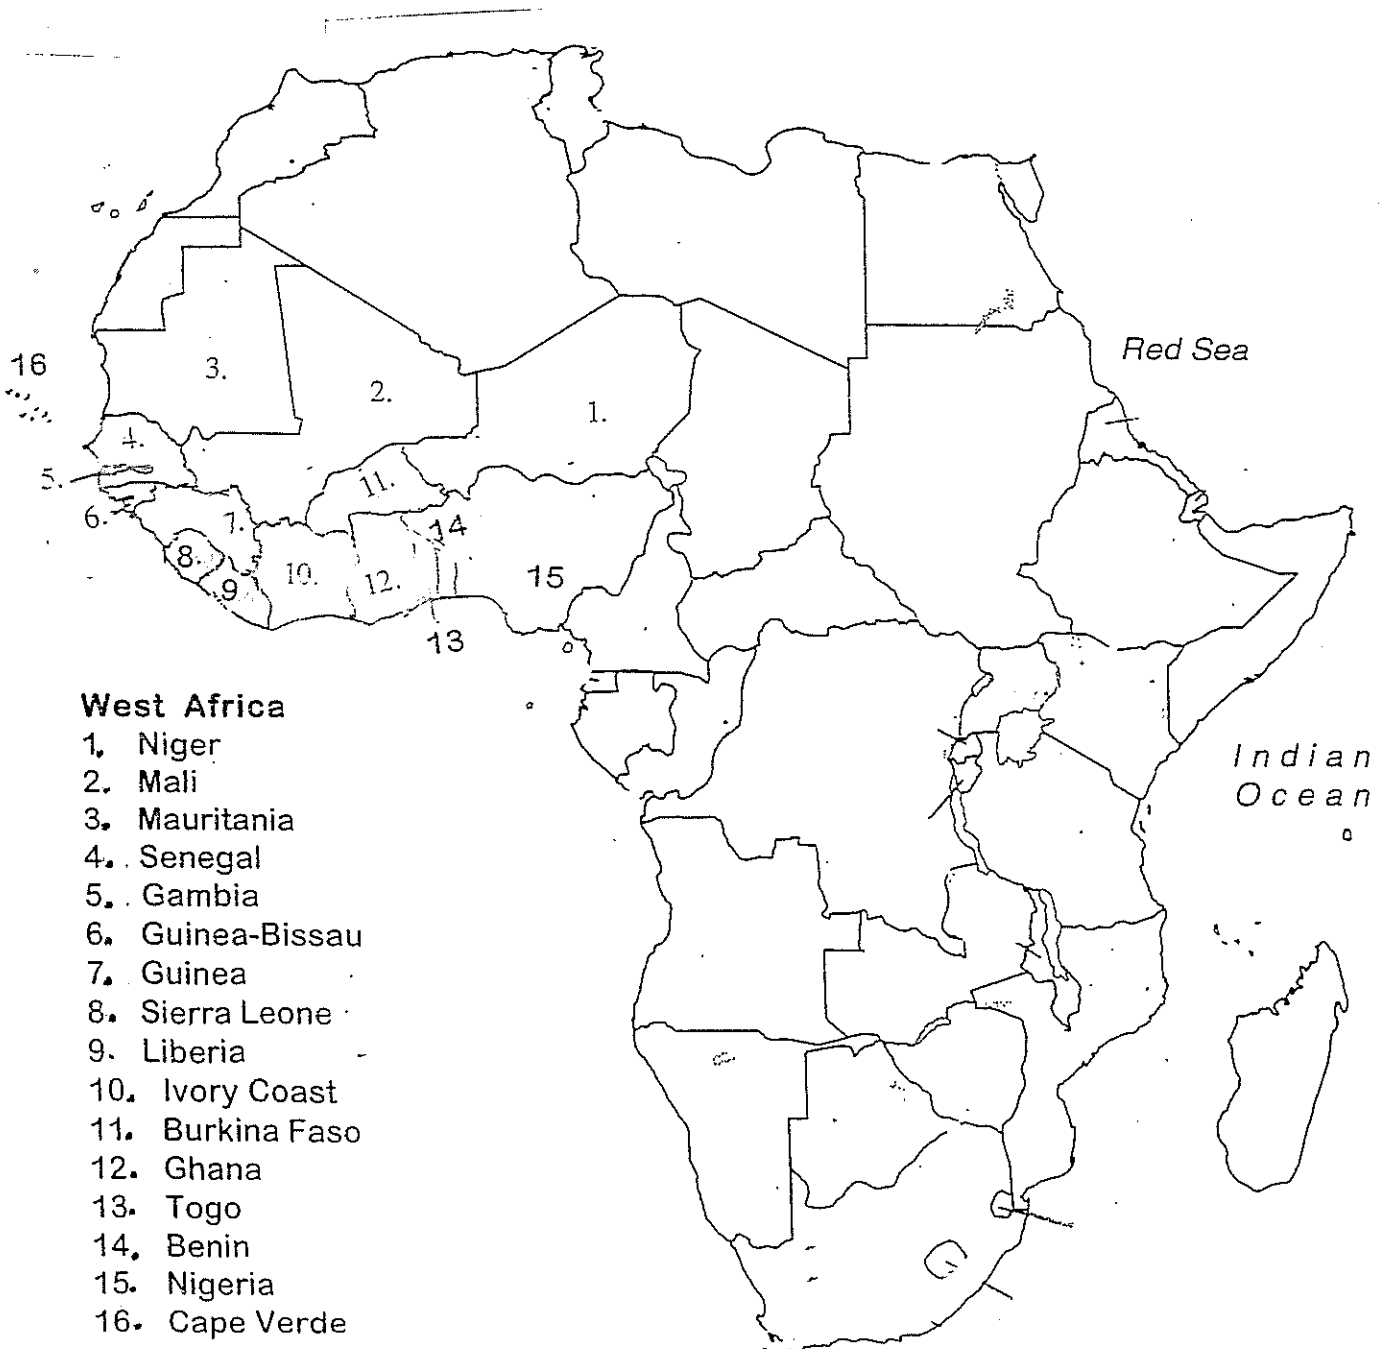 Red Sea
16
3.
2.
1.
4.
5.
11.
6.
7.
14
8.
10.
12.
15
9
13
West Africa
1. Niger
2. Mali
3. Mauritania
4. Senegal
5. Gambia
6. Guinea-Bissau
7. Guinea
8. Sierra Leone
9. Liberia
10. Ivory Coast
11. Burkina Faso
12. Ghana
13. Togo
14. Benin
15. Nigeria
16. Cape Verde
Indian
Ocean